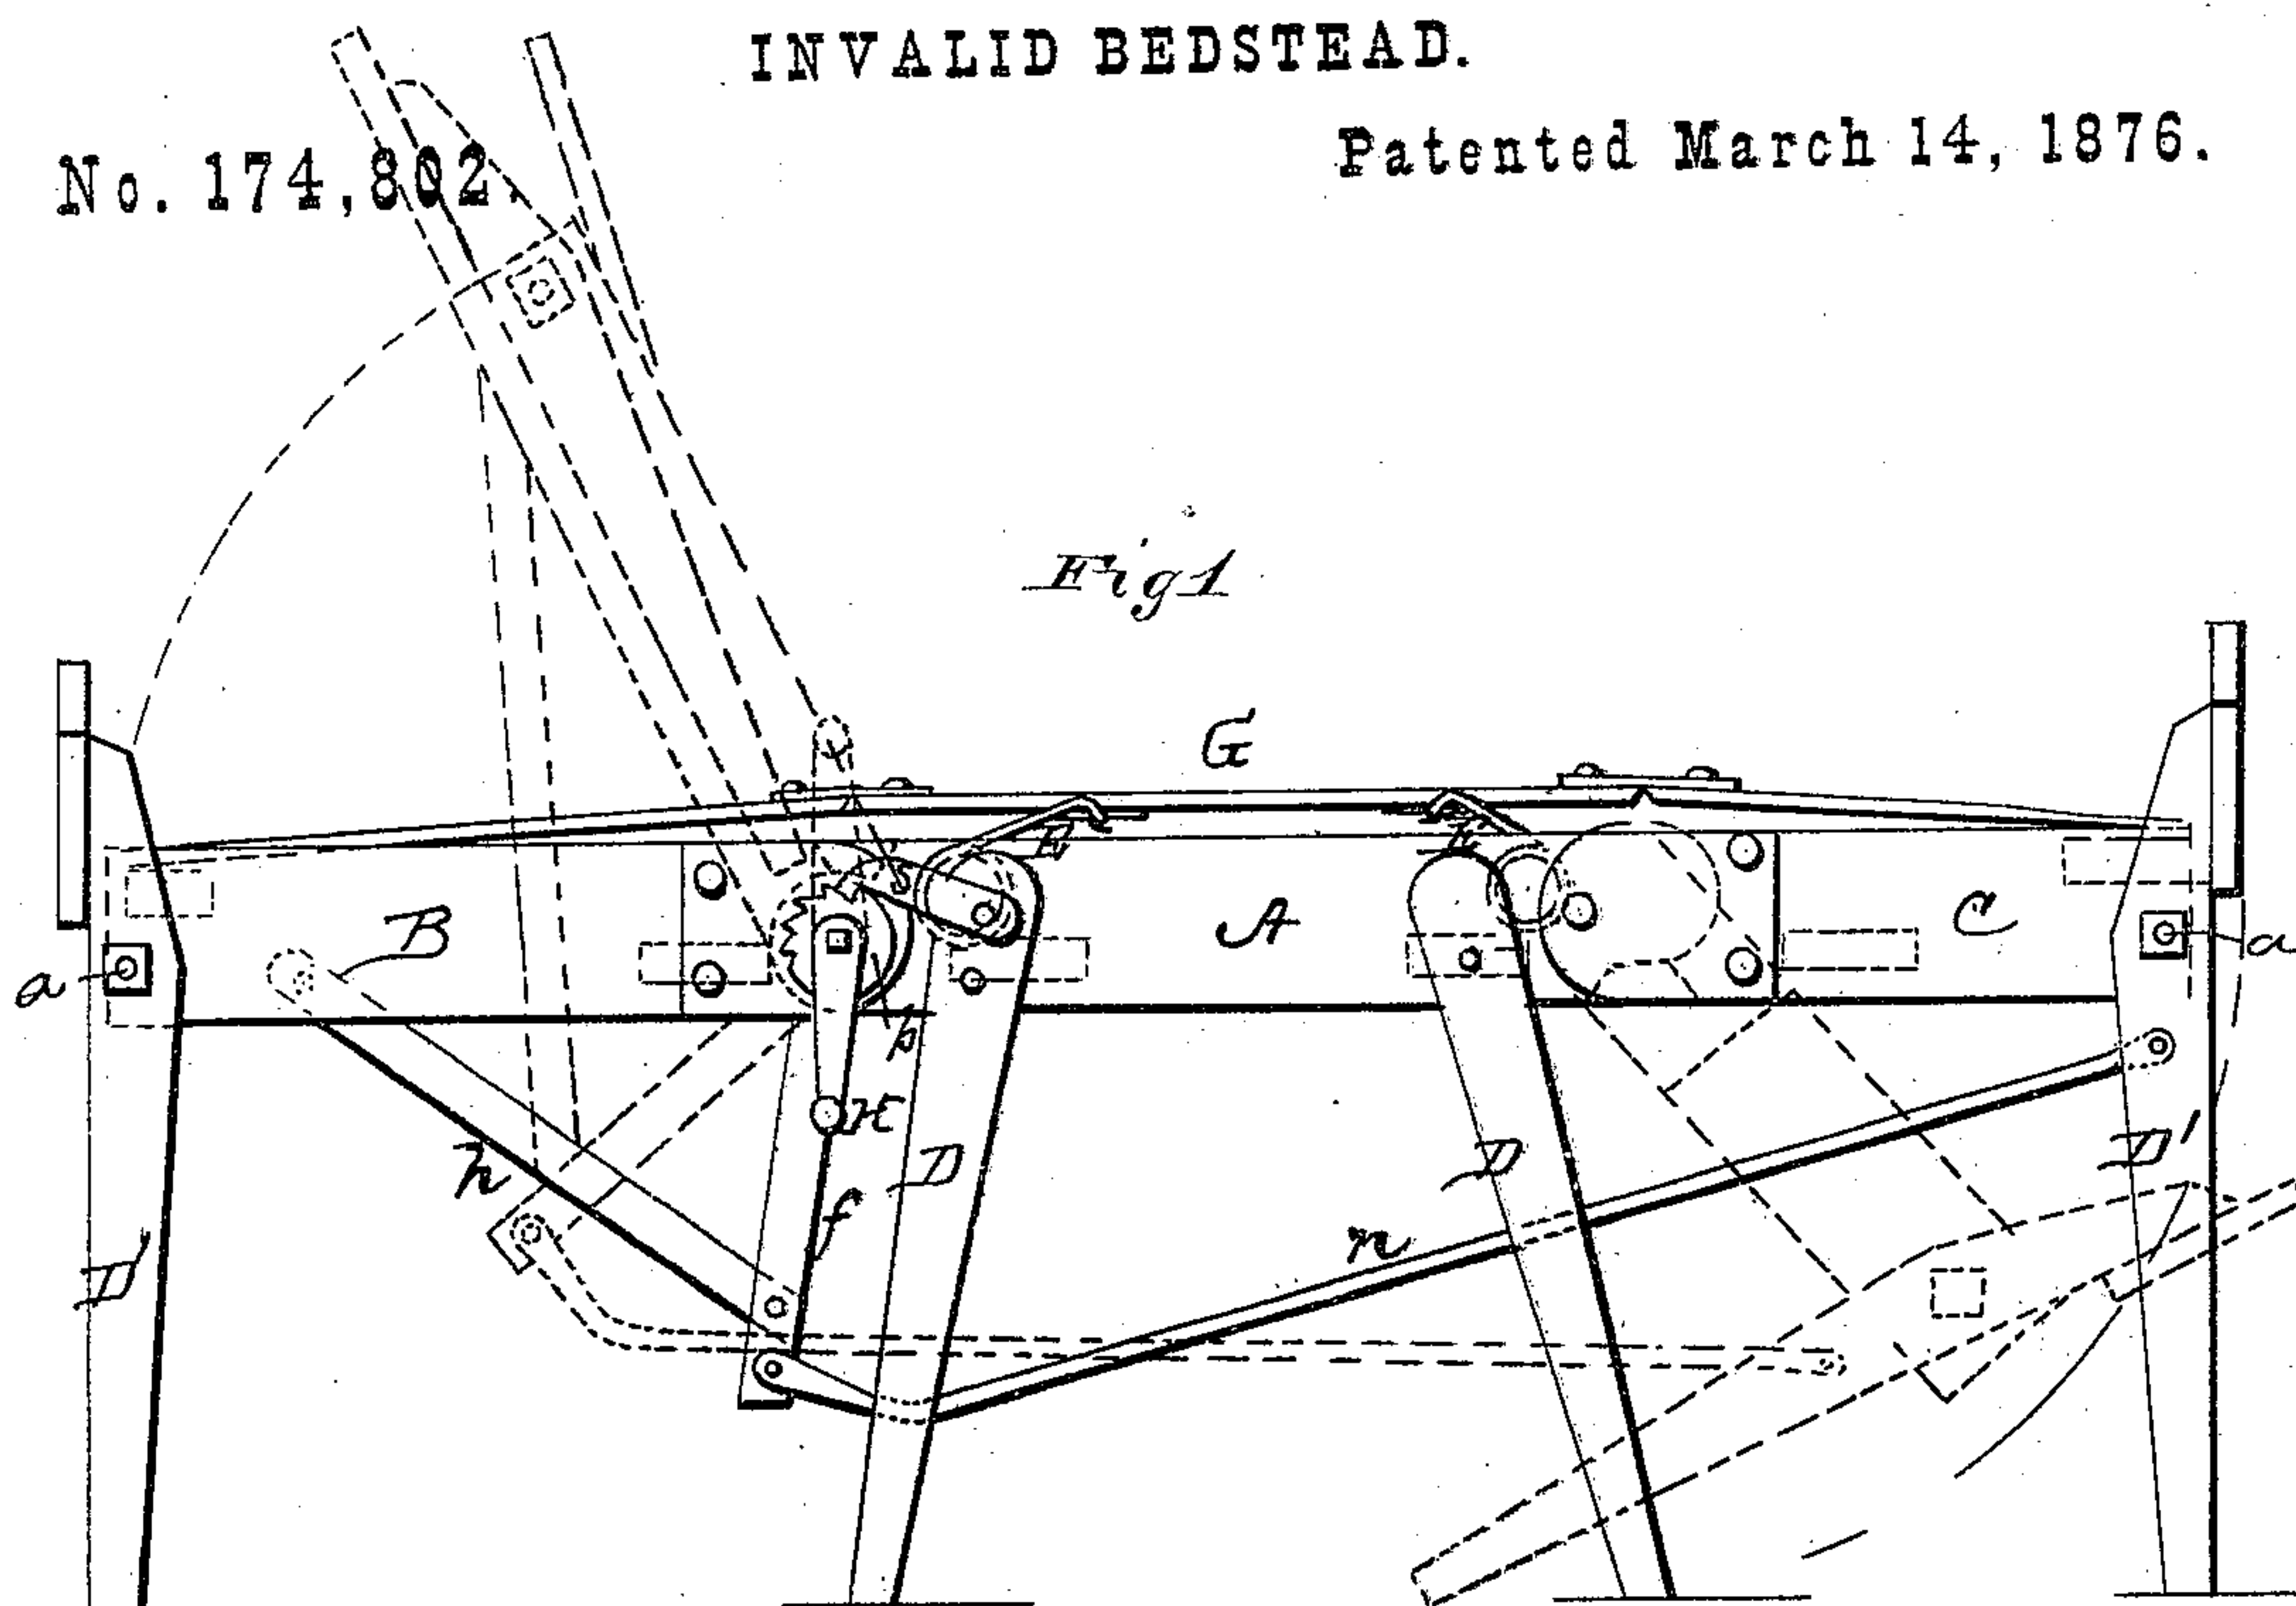 INVALID BEDSTEAD.
No. 174,802.
Patented March 14, 1876.
Fig 1
G
E
B
A
C
a
a
b
H
h
D
D
D'
f
n
D'